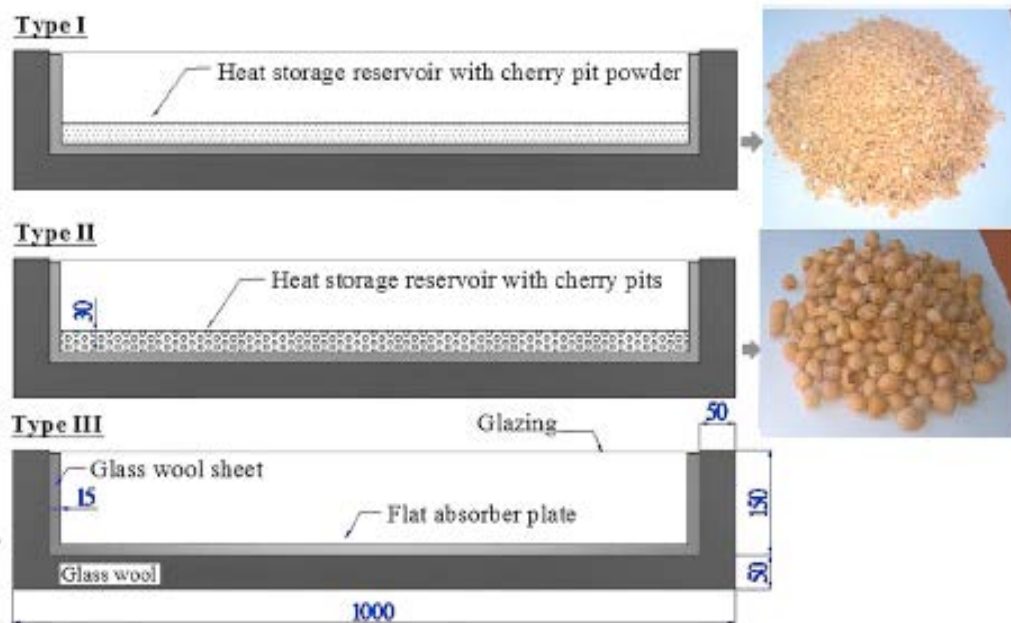 Type I
Heat storage reservoir with cherry pit powder
Type II
Heat storage reservoir with cherry pits
30
Type III
Glazing
50
Glass wool sheet
15
Flat absorber plate
150
Glass wool
50
1000